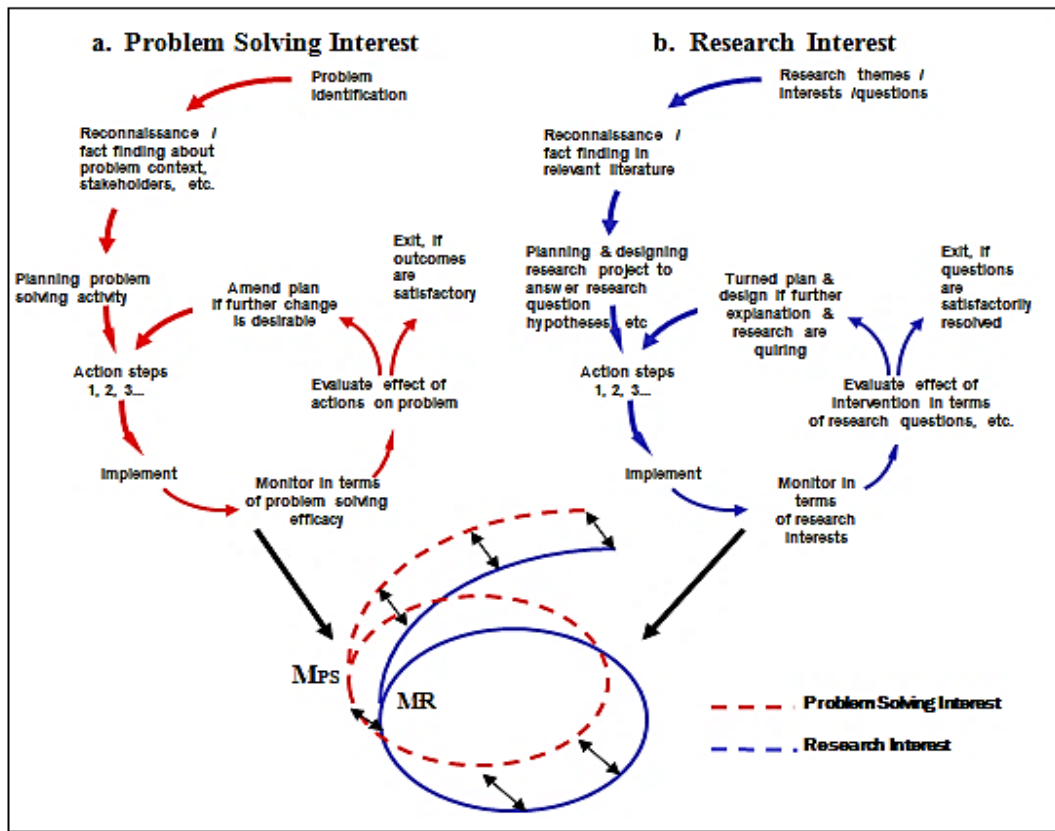 a. Problem Solving Interest
Problem
Identification
Reconnaissance /
fact finding about
problem context,
stakeholders, etc.
Planning problem
solving activity
Action steps
1, 2, 3...
Implement
Monitor in terms
of problem solving
efficacy
Evaluate effect of
actions on problem
Amend plan
if further change
is desirable
Exit, if
outcomes
are
satisfactory
b. Research Interest
Research themes /
Interests /questions
Reconnaissance /
fact finding in
relevant literature
Planning & designing
research project to
answer research
question
hypotheses, etc
Action steps
1, 2, 3...
Implement
Monitor in
terms
of research
Interests
Evaluate effect of
Intervention in terms
of research questions, etc.
Turned plan &
design if further
explanation &
research are
quiring
Exit, if
questions
are
satisfactorily
resolved
MPS
MR
Problem Solving Interest
Research Interest